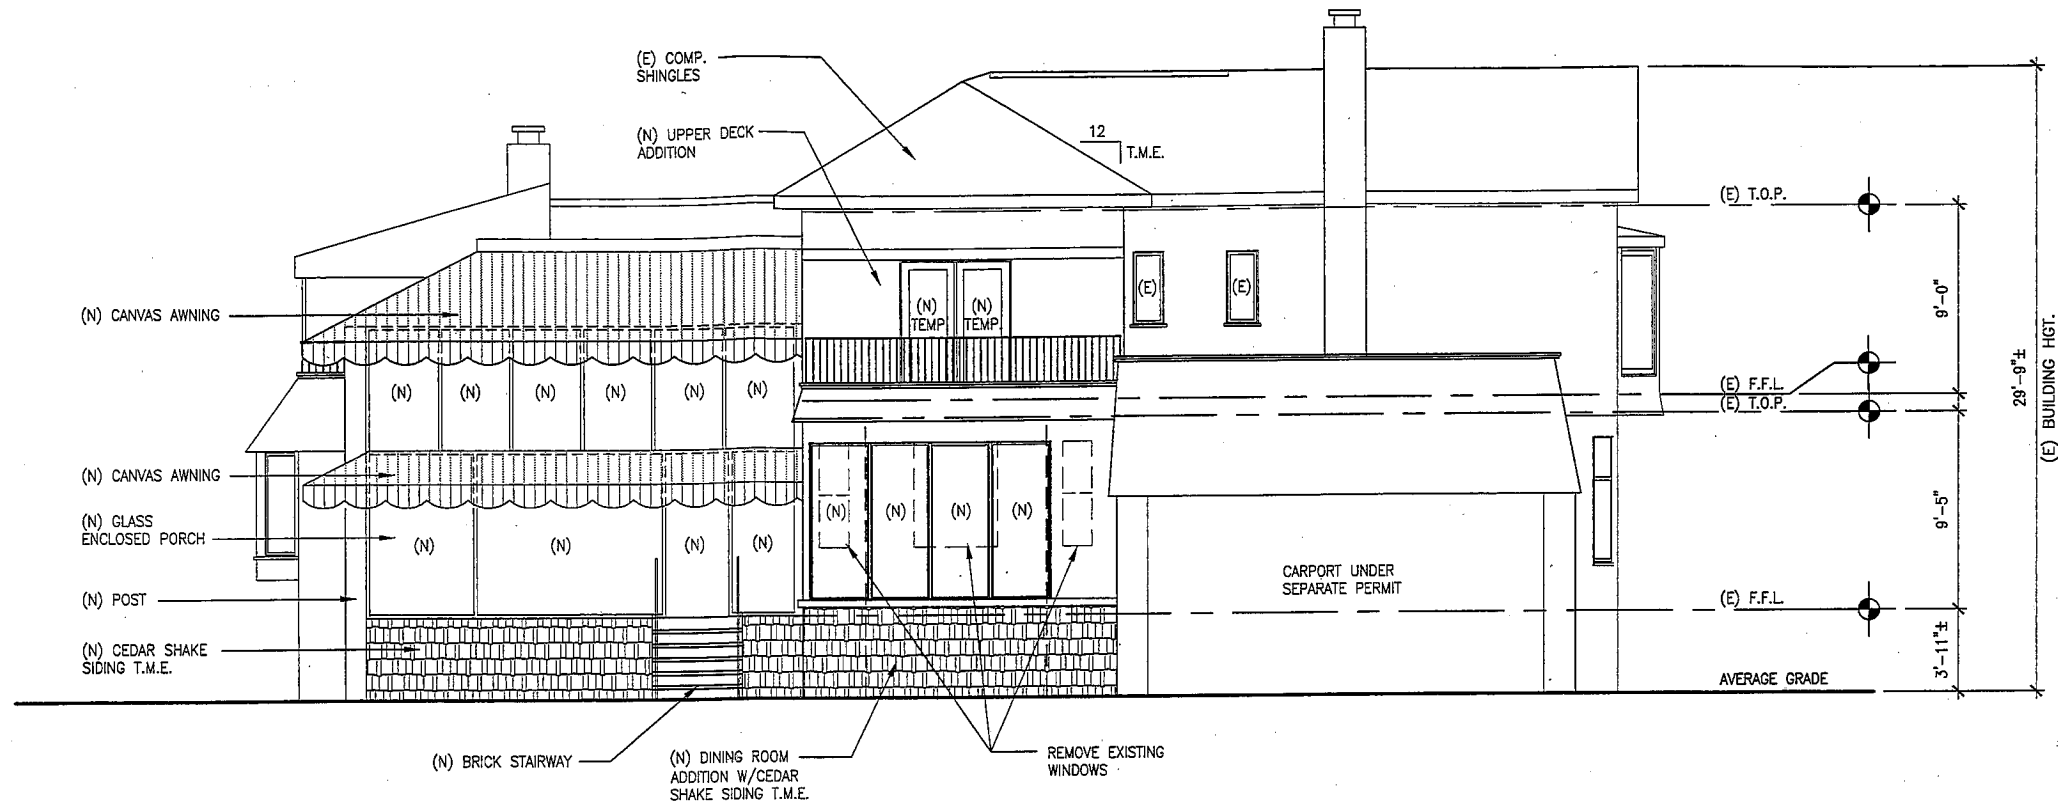 (E) COMP.
SHINGLES
(N) UPPER DECK
ADDITION
12
T.M.E.
(E) T.O.P.
(N) CANVAS AWNING
(N)
TEMP.
(N)
TEMP.
(E)
(E)
9'-0"
29'-9"±
(E) BUILDING HGT.
(E) F.F.L.
(E) T.O.P.
(N)
(N)
(N)
(N)
(N)
(N)
(N) CANVAS AWNING
(N) GLASS
ENCLOSED PORCH
(N)
(N)
(N)
(N)
(N)
(N)
(N)
(N)
9'-5"
CARPORT UNDER
SEPARATE PERMIT
(N) POST
(E) F.F.L.
(N) CEDAR SHAKE
SIDING T.M.E.
3'-11"±
AVERAGE GRADE
(N) BRICK STAIRWAY
(N) DINING ROOM
ADDITION W/CEDAR
SHAKE SIDING T.M.E.
REMOVE EXISTING
WINDOWS